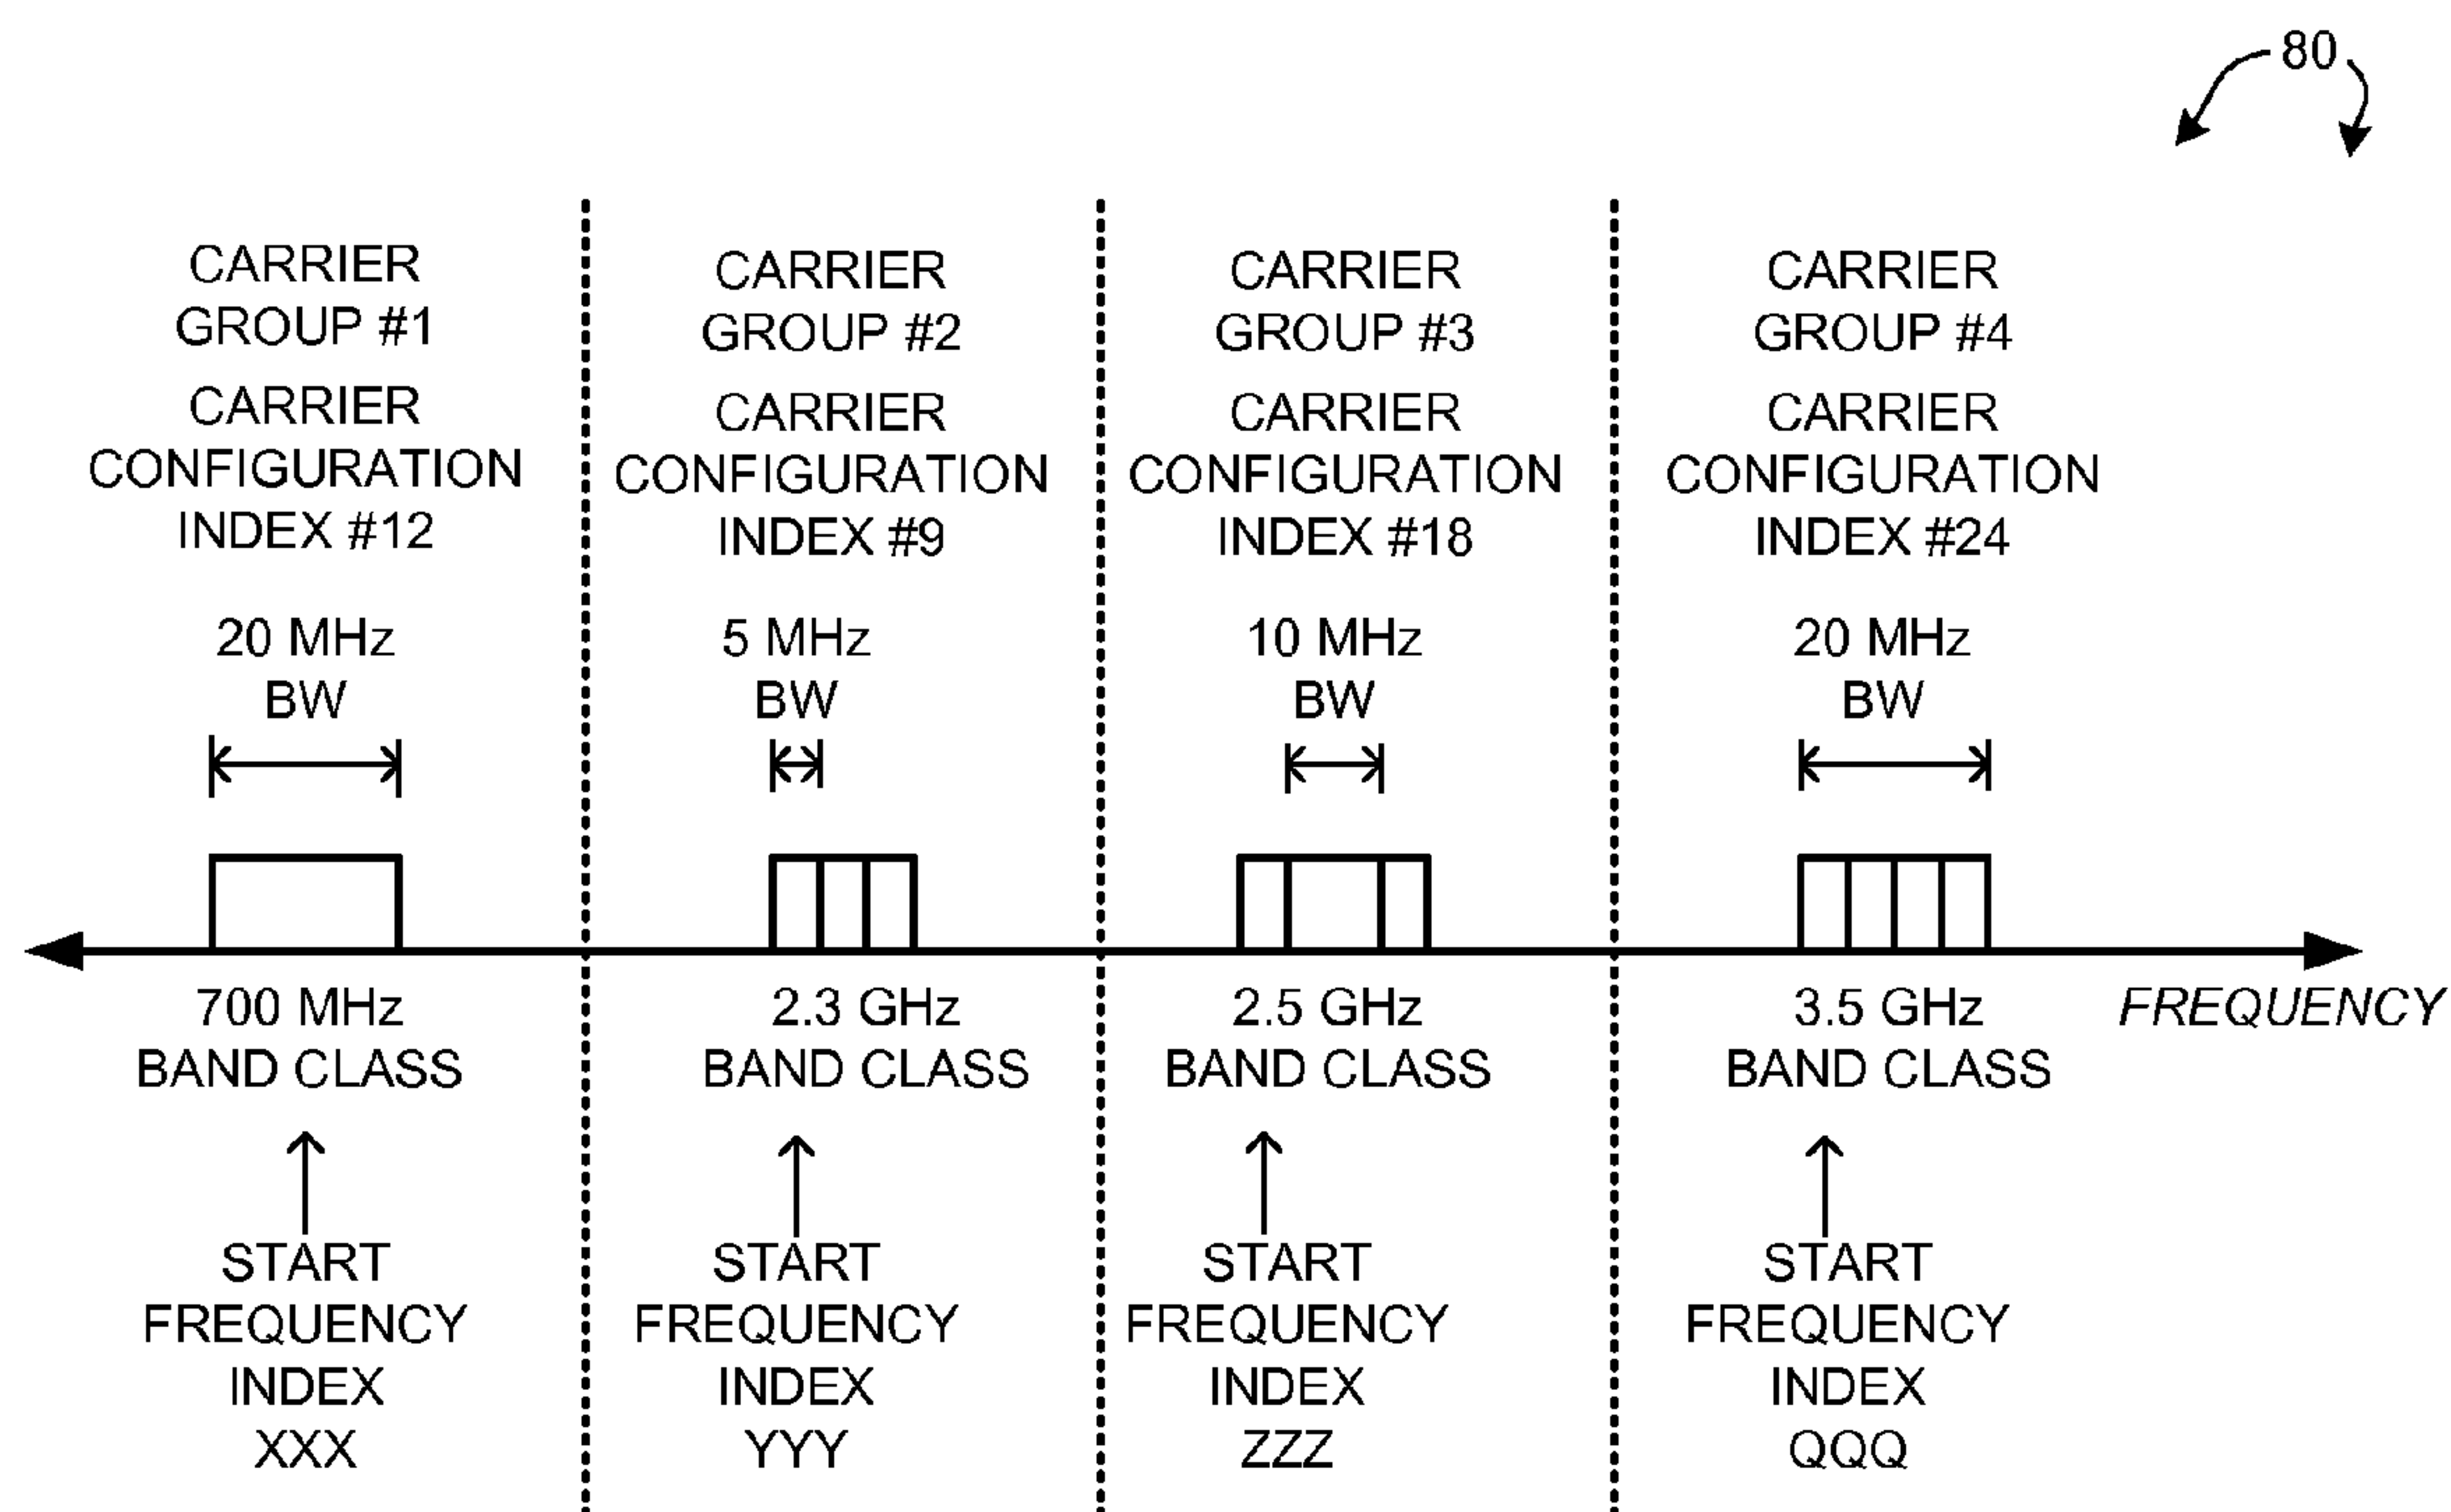 80
CARRIER
GROUP #1
CARRIER
CONFIGURATION
INDEX #12
20 MHz
BW
700 MHz
BAND CLASS
START
FREQUENCY
INDEX
XXX
CARRIER
GROUP #2
CARRIER
CONFIGURATION
INDEX #9
5 MHz
BW
2.3 GHz
BAND CLASS
START
FREQUENCY
INDEX
YYY
CARRIER
GROUP #3
CARRIER
CONFIGURATION
INDEX #18
10 MHz
BW
2.5 GHz
BAND CLASS
START
FREQUENCY
INDEX
ZZZ
CARRIER
GROUP #4
CARRIER
CONFIGURATION
INDEX #24
20 MHz
BW
3.5 GHz
BAND CLASS
START
FREQUENCY
INDEX
QQQ
FREQUENCY